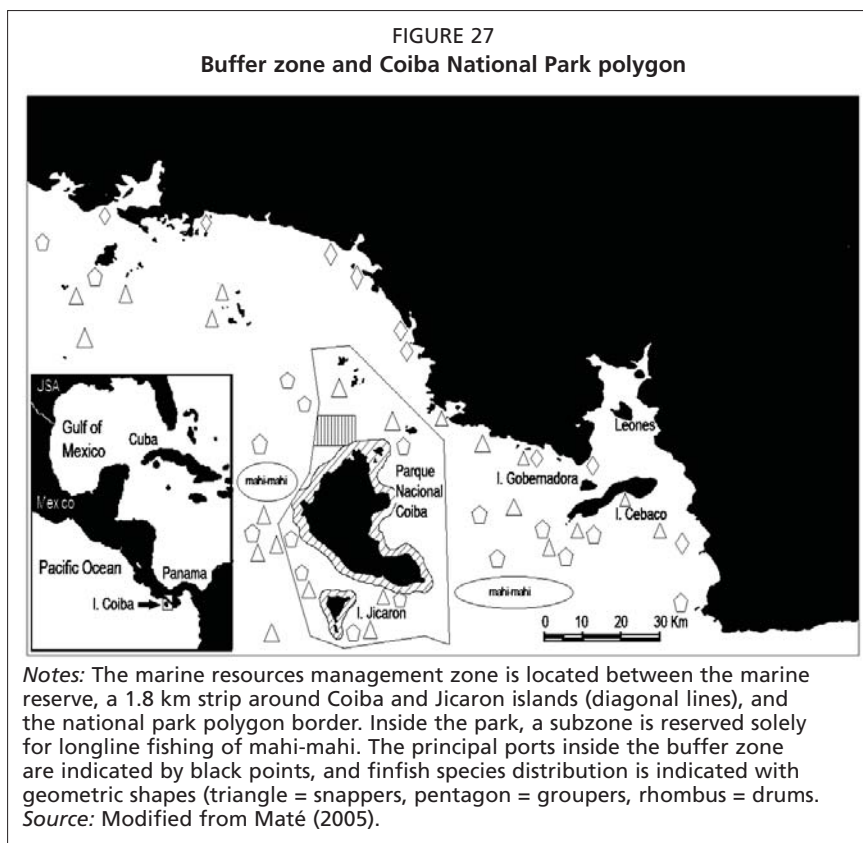 FIGURE 27
Buffer zone and Coiba National Park polygon
JSA
Gulf of
Mexico
Cuba
Mexico
Pacific Ocean
Panama
I. Coiba
mahi-mahi
Parque
Nacional
Coiba
I. Jicaron
Leones
I. Gobernadora
I. Cebaco
mahi-mahi
0 10 20 30 Km
Notes: The marine resources management zone is located between the marine
reserve, a 1.8 km strip around Coiba and Jicaron islands (diagonal lines), and
the national park polygon border. Inside the park, a subzone is reserved solely
for longline fishing of mahi-mahi. The principal ports inside the buffer zone
are indicated by black points, and finfish species distribution is indicated with
geometric shapes (triangle = snappers, pentagon = groupers, rhombus = drums.
Source: Modified from Maté (2005).